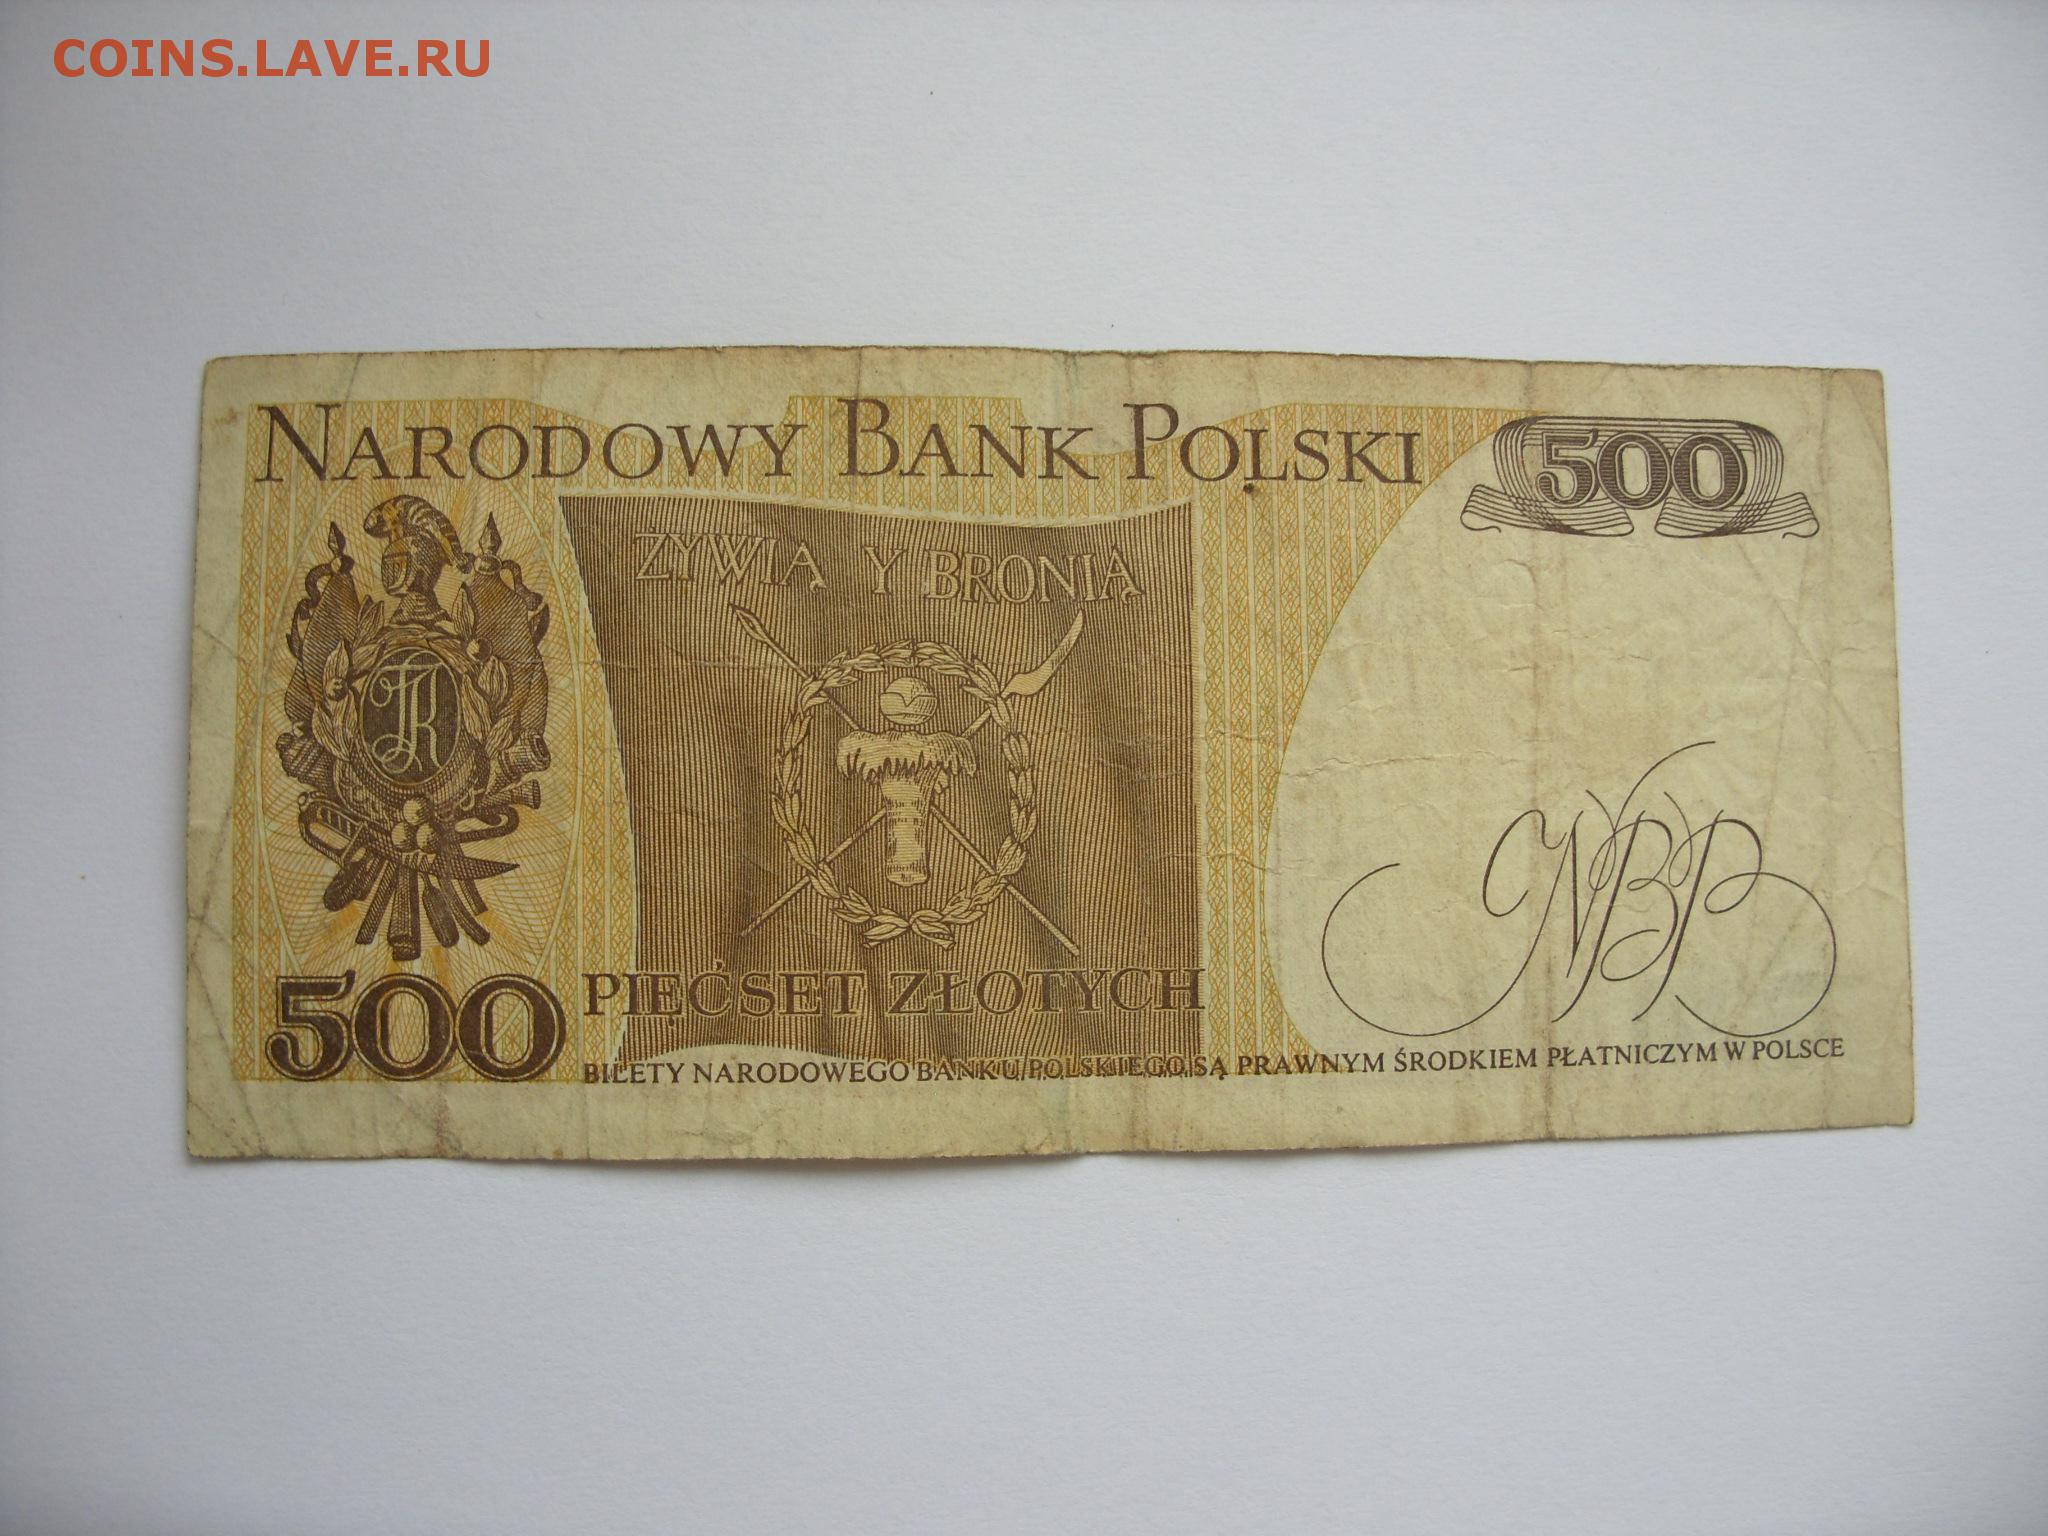 COINS.LAVE.RU
NARODOWY BANK POLSKI
500
ŻYWIĄ Y BRONIĄ
TK
NBP
500 PIĘĆSET ZŁOTYCH
BILETY NARODOWEGO BANKU POLSKIEGO SĄ PRAWNYM ŚRODKIEM PŁATNICZYM W POLSCE